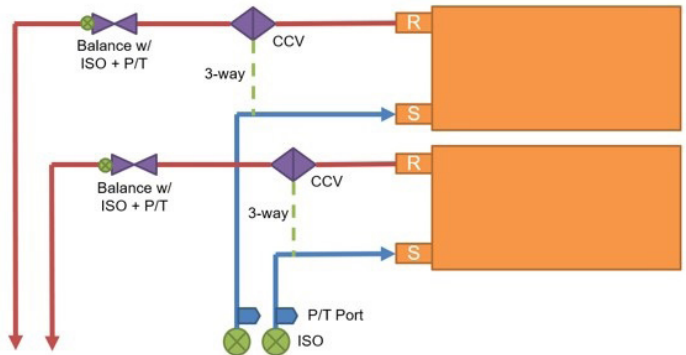 R
Balance w/
ISO + P/T
CCV
3-way
S
R
Balance w/
ISO + P/T
CCV
3-way
S
P/T Port
ISO